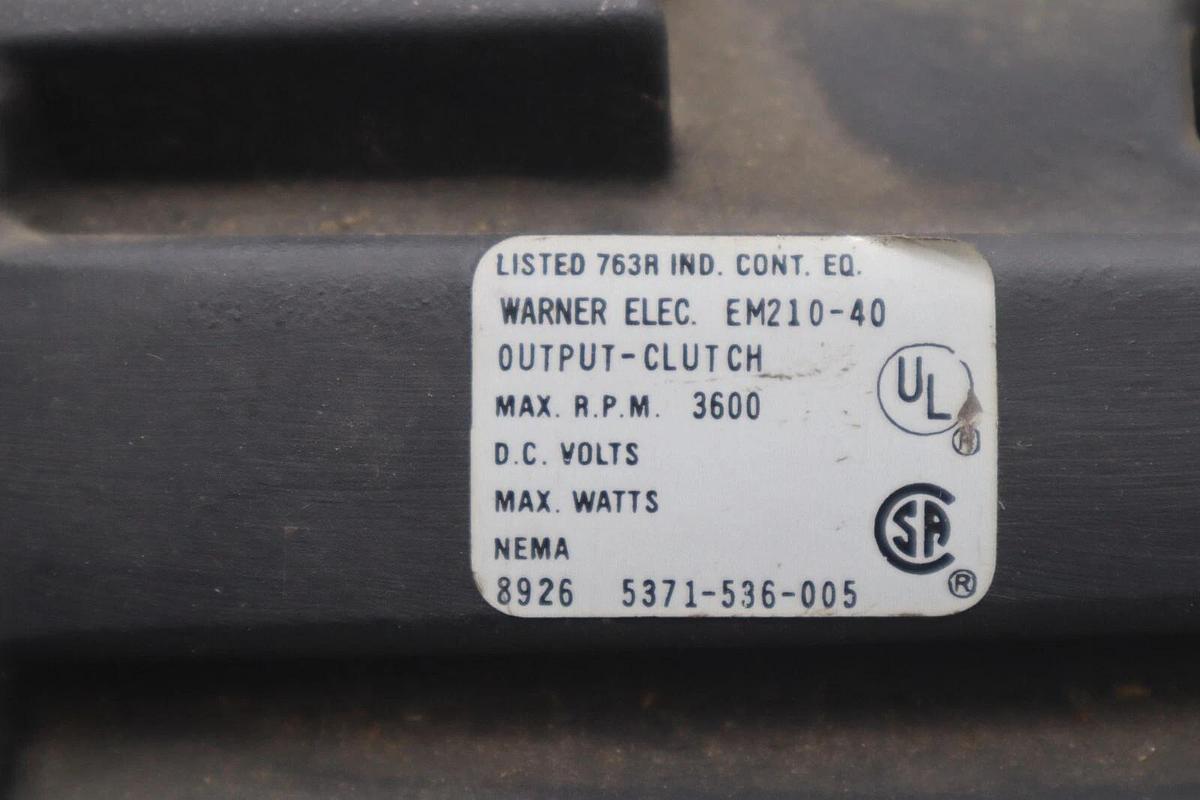 LISTED 763R IND. CONT. EQ.
WARNER ELEC. EM210-40
OUTPUT-CLUTCH
MAX. R.P.M. 3600
UL
®
D.C. VOLTS
MAX. WATTS
SA
NEMA
®
8926 5371-536-005